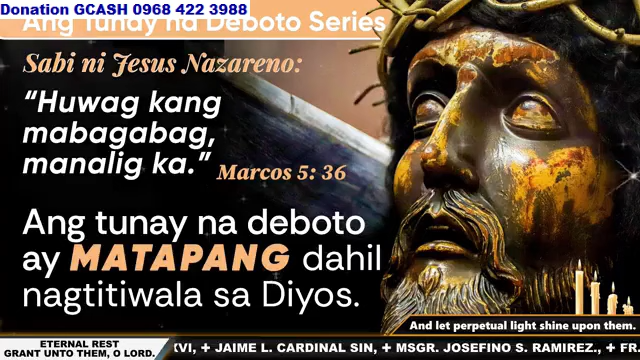 Donation GCASH 0968 422 3988
Ang Tunay na Deboto Series
Sabi ni Jesus Nazareno:
“Huwag kang
mabagabag,
manalig ka.”
Marcos 5: 36
Ang tunay na deboto
ay MATAPANG dahil
nagtitiwala sa Diyos.
And let perpetual light shine upon them.
ETERNAL REST
GRANT UNTO THEM, O LORD.
XVI, + JAIME L. CARDINAL SIN, + MSGR. JOSEFINO S. RAMIREZ., + FR